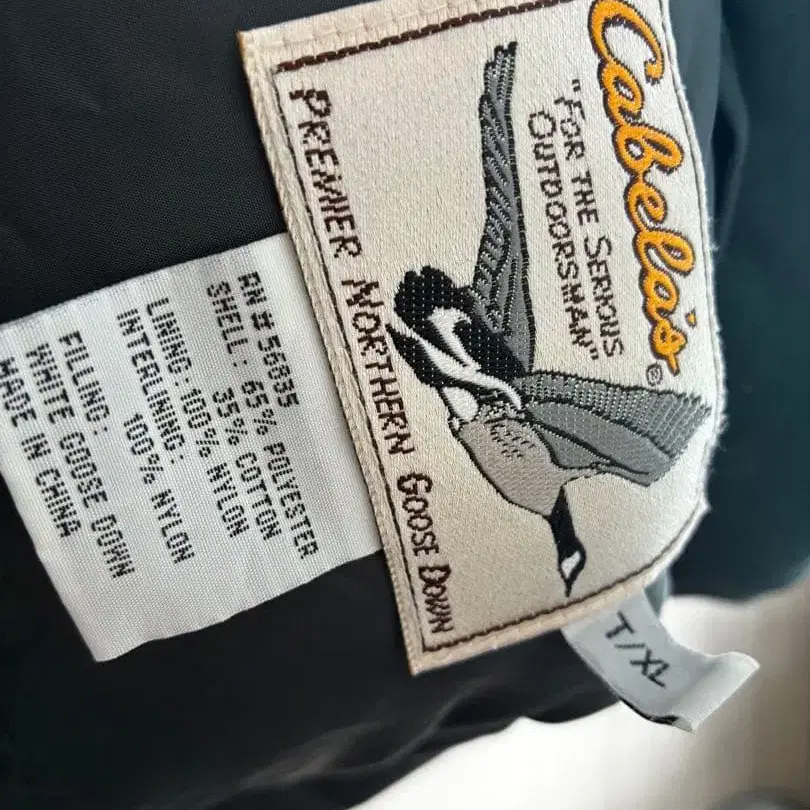 Cabela's®
"FOR THE SERIOUS
OUTDOORSMAN"
PREMIER NORTHERN GOOSE DOWN
T/XL
RN # 56835
SHELL: 65% POLYESTER
35% COTTON
LINING: 100% NYLON
INTERLINING:
100% NYLON
FILLING:
WHITE GOOSE DOWN
MADE IN CHINA